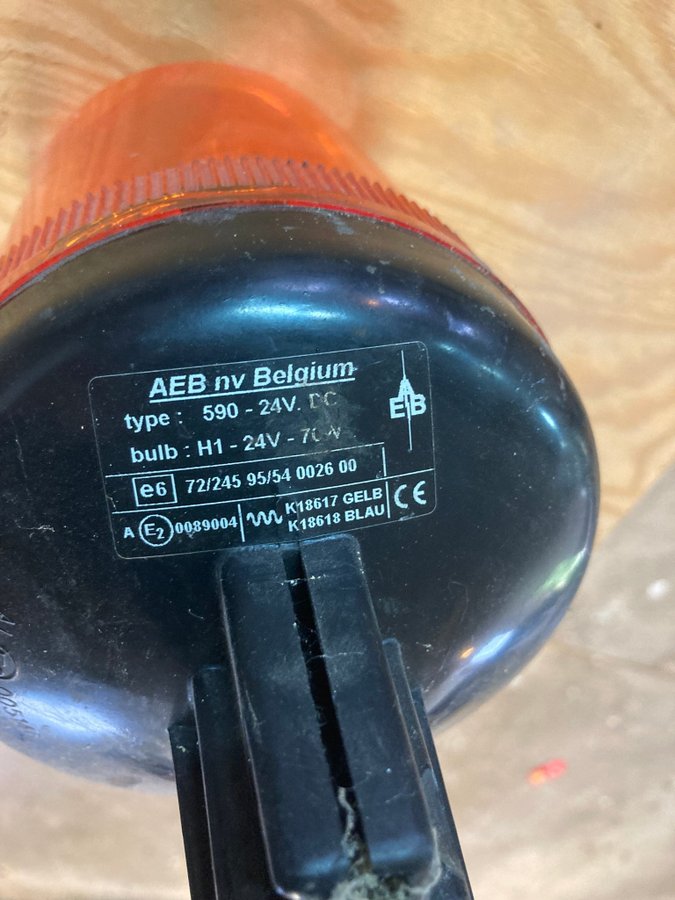 AEB nv Belgium
type : 590 - 24V. DC
EB
bulb : H1 - 24V - 70W
e6 72/245 95/54 0026 00
A E2 0089004 K18617 GELB
K18618 BLAU CE